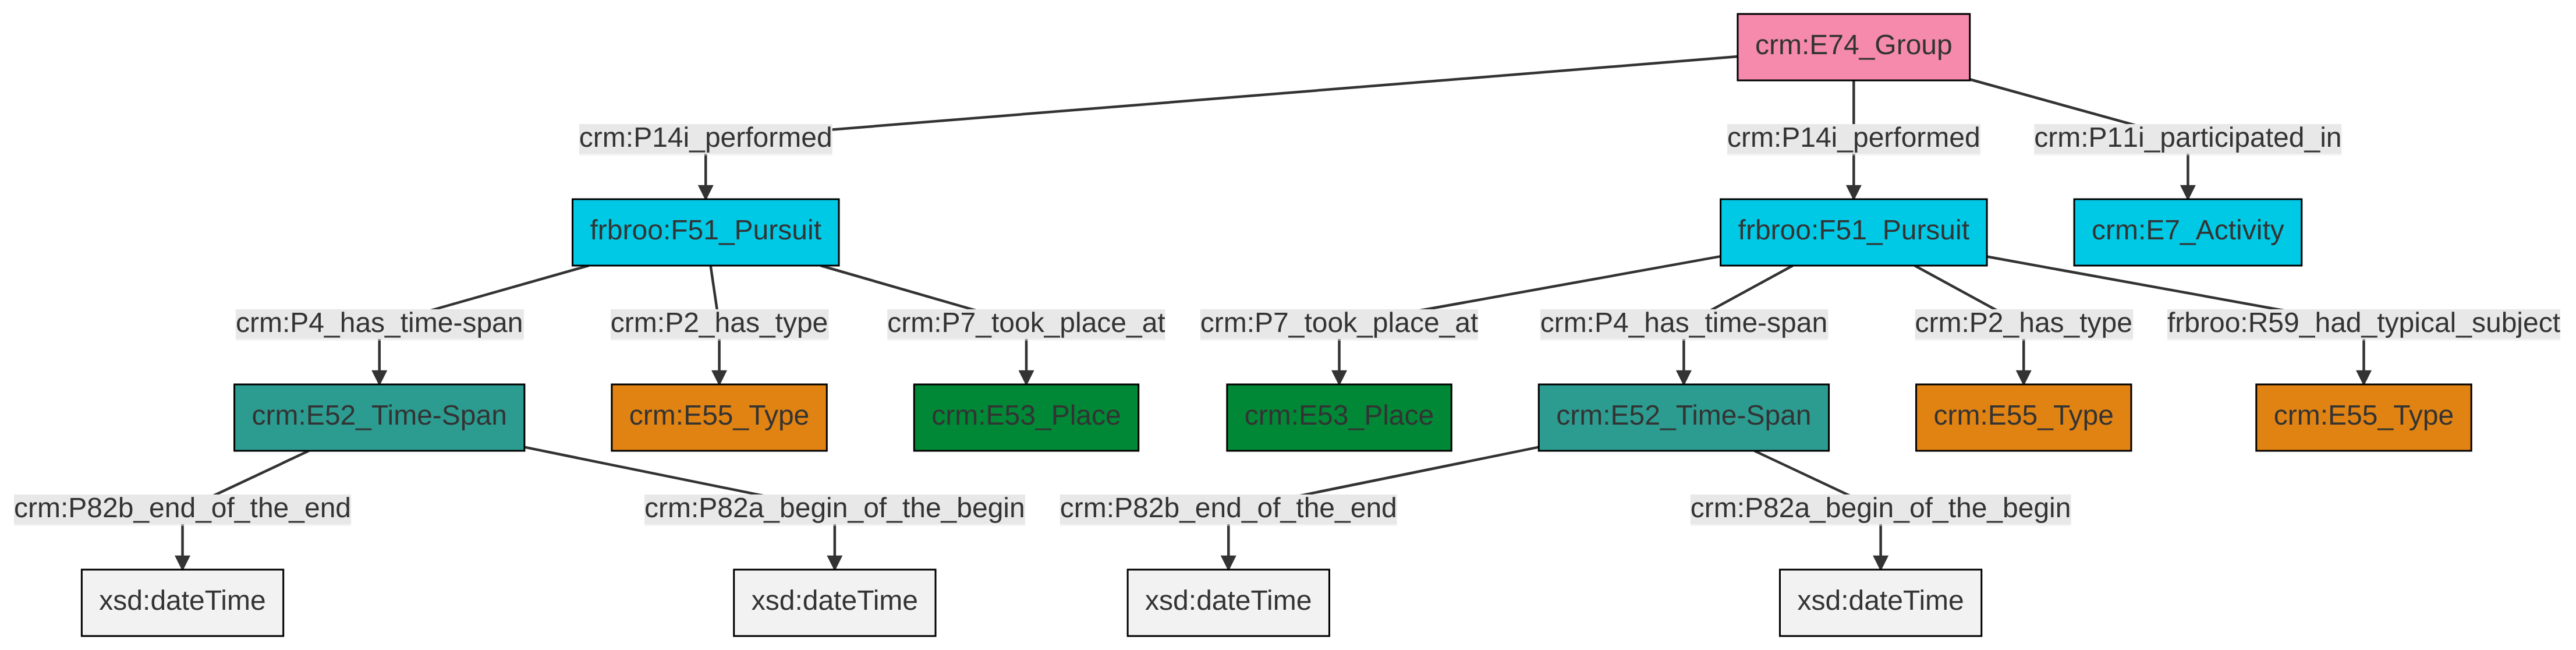 crm:E74_Group
crm:P14i_performed
crm:P14i_performed
crm:P11i_participated_in
frbroo:F51_Pursuit
frbroo:F51_Pursuit
crm:E7_Activity
crm:P4_has_time-span
crm:P2_has_type
crm:P7_took_place_at
crm:P7_took_place_at
crm:P4_has_time-span
crm:P2_has_type
frbroo:R59_had_typical_subject
crm:E52_Time-Span
crm:E55_Type
crm:E53_Place
crm:E53_Place
crm:E52_Time-Span
crm:E55_Type
crm:E55_Type
crm:P82b_end_of_the_end
crm:P82a_begin_of_the_begin
crm:P82b_end_of_the_end
crm:P82a_begin_of_the_begin
xsd:dateTime
xsd:dateTime
xsd:dateTime
xsd:dateTime